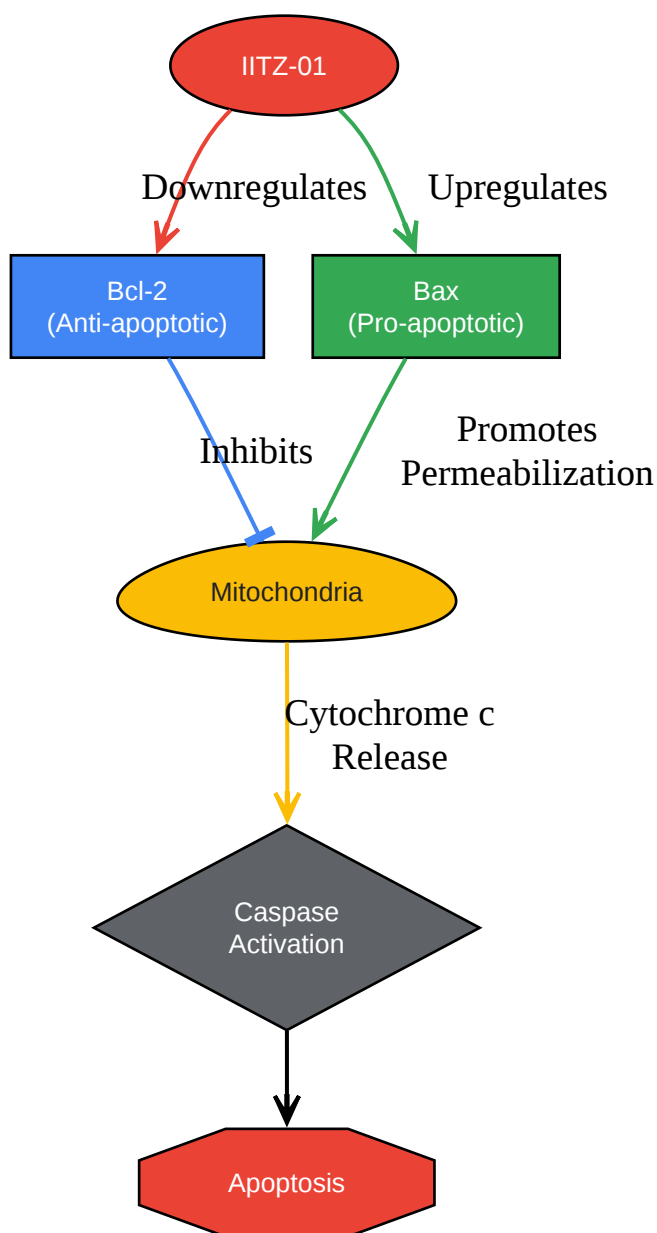 IITZ-01
Downregulates
Upregulates
Bcl-2
(Anti-apoptotic)
Bax
(Pro-apoptotic)
Inhibits
Promotes
Permeabilization
Mitochondria
Cytochrome c
Release
Caspase
Activation
Apoptosis